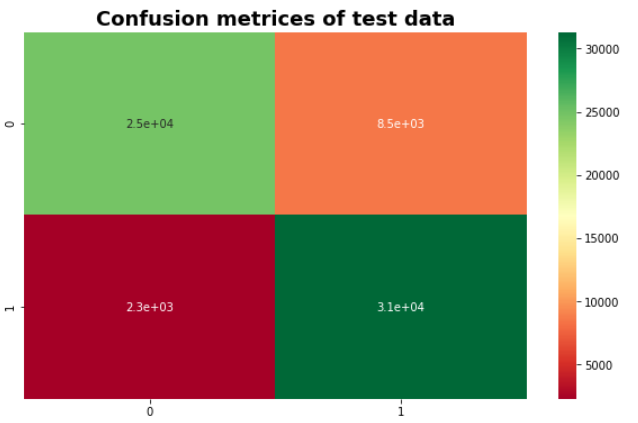 Confusion metrices of test data
0
2.5e+04
8.5e+03
1
2.3e+03
3.1e+04
0
1
30000
25000
20000
15000
10000
5000